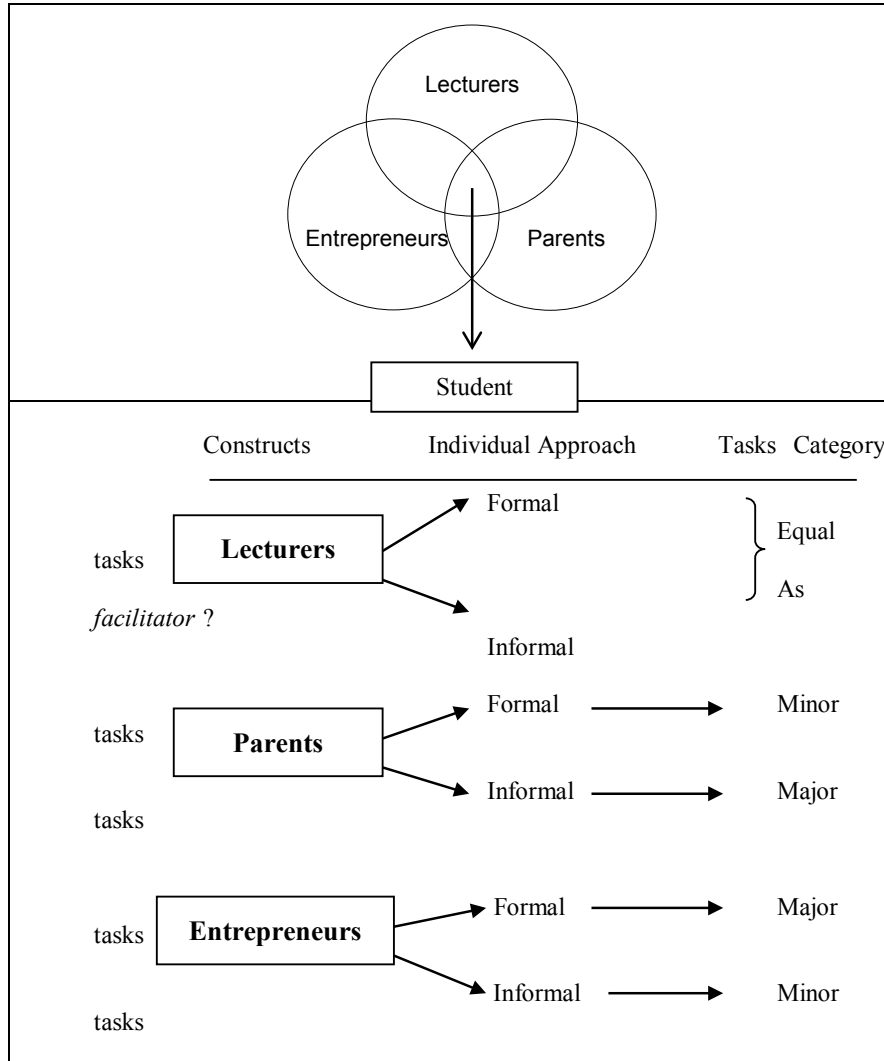 Lecturers
Entrepreneurs
Parents
Student
Constructs Individual Approach Tasks Category
Formal
Equal
Lecturers
tasks
As
facilitator ?
Informal
Formal Minor
tasks
Parents
Informal Major
tasks
Formal Major
tasks
Entrepreneurs
Informal Minor
tasks